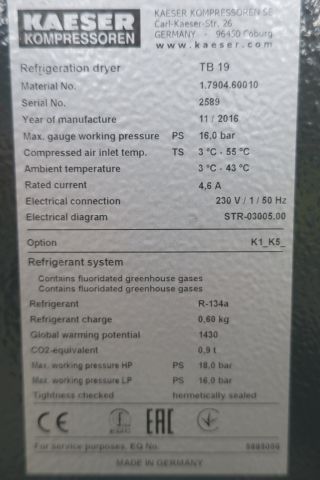 KAESER
KOMPRESSOREN
KAESER KOMPRESSOREN SE
Carl-Kaeser-Str. 26
GERMANY - 96450 Coburg
www.kaeser.com
Refrigeration dryer TB 19
Material No. 1.7904.60010
Serial No. 2589
Year of manufacture 11 / 2016
Max. gauge working pressure PS 16,0 bar
Compressed air inlet temp. TS 3 °C - 55 °C
Ambient temperature 3 °C - 43 °C
Rated current 4,6 A
Electrical connection 230 V / 1 / 50 Hz
Electrical diagram STR-03005.00
Option K1_K5_
Refrigerant system
Contains fluoridated greenhouse gases
Contains fluoridated greenhouse gases
Refrigerant R-134a
Refrigerant charge 0,60 kg
Global warming potential 1430
CO2-equivalent 0,9 t
Max. working pressure HP PS 18,0 bar
Max. working pressure LP PS 16,0 bar
Tightness checked hermetically sealed
CE EAC
For service purposes, EQ No.
MADE IN GERMANY